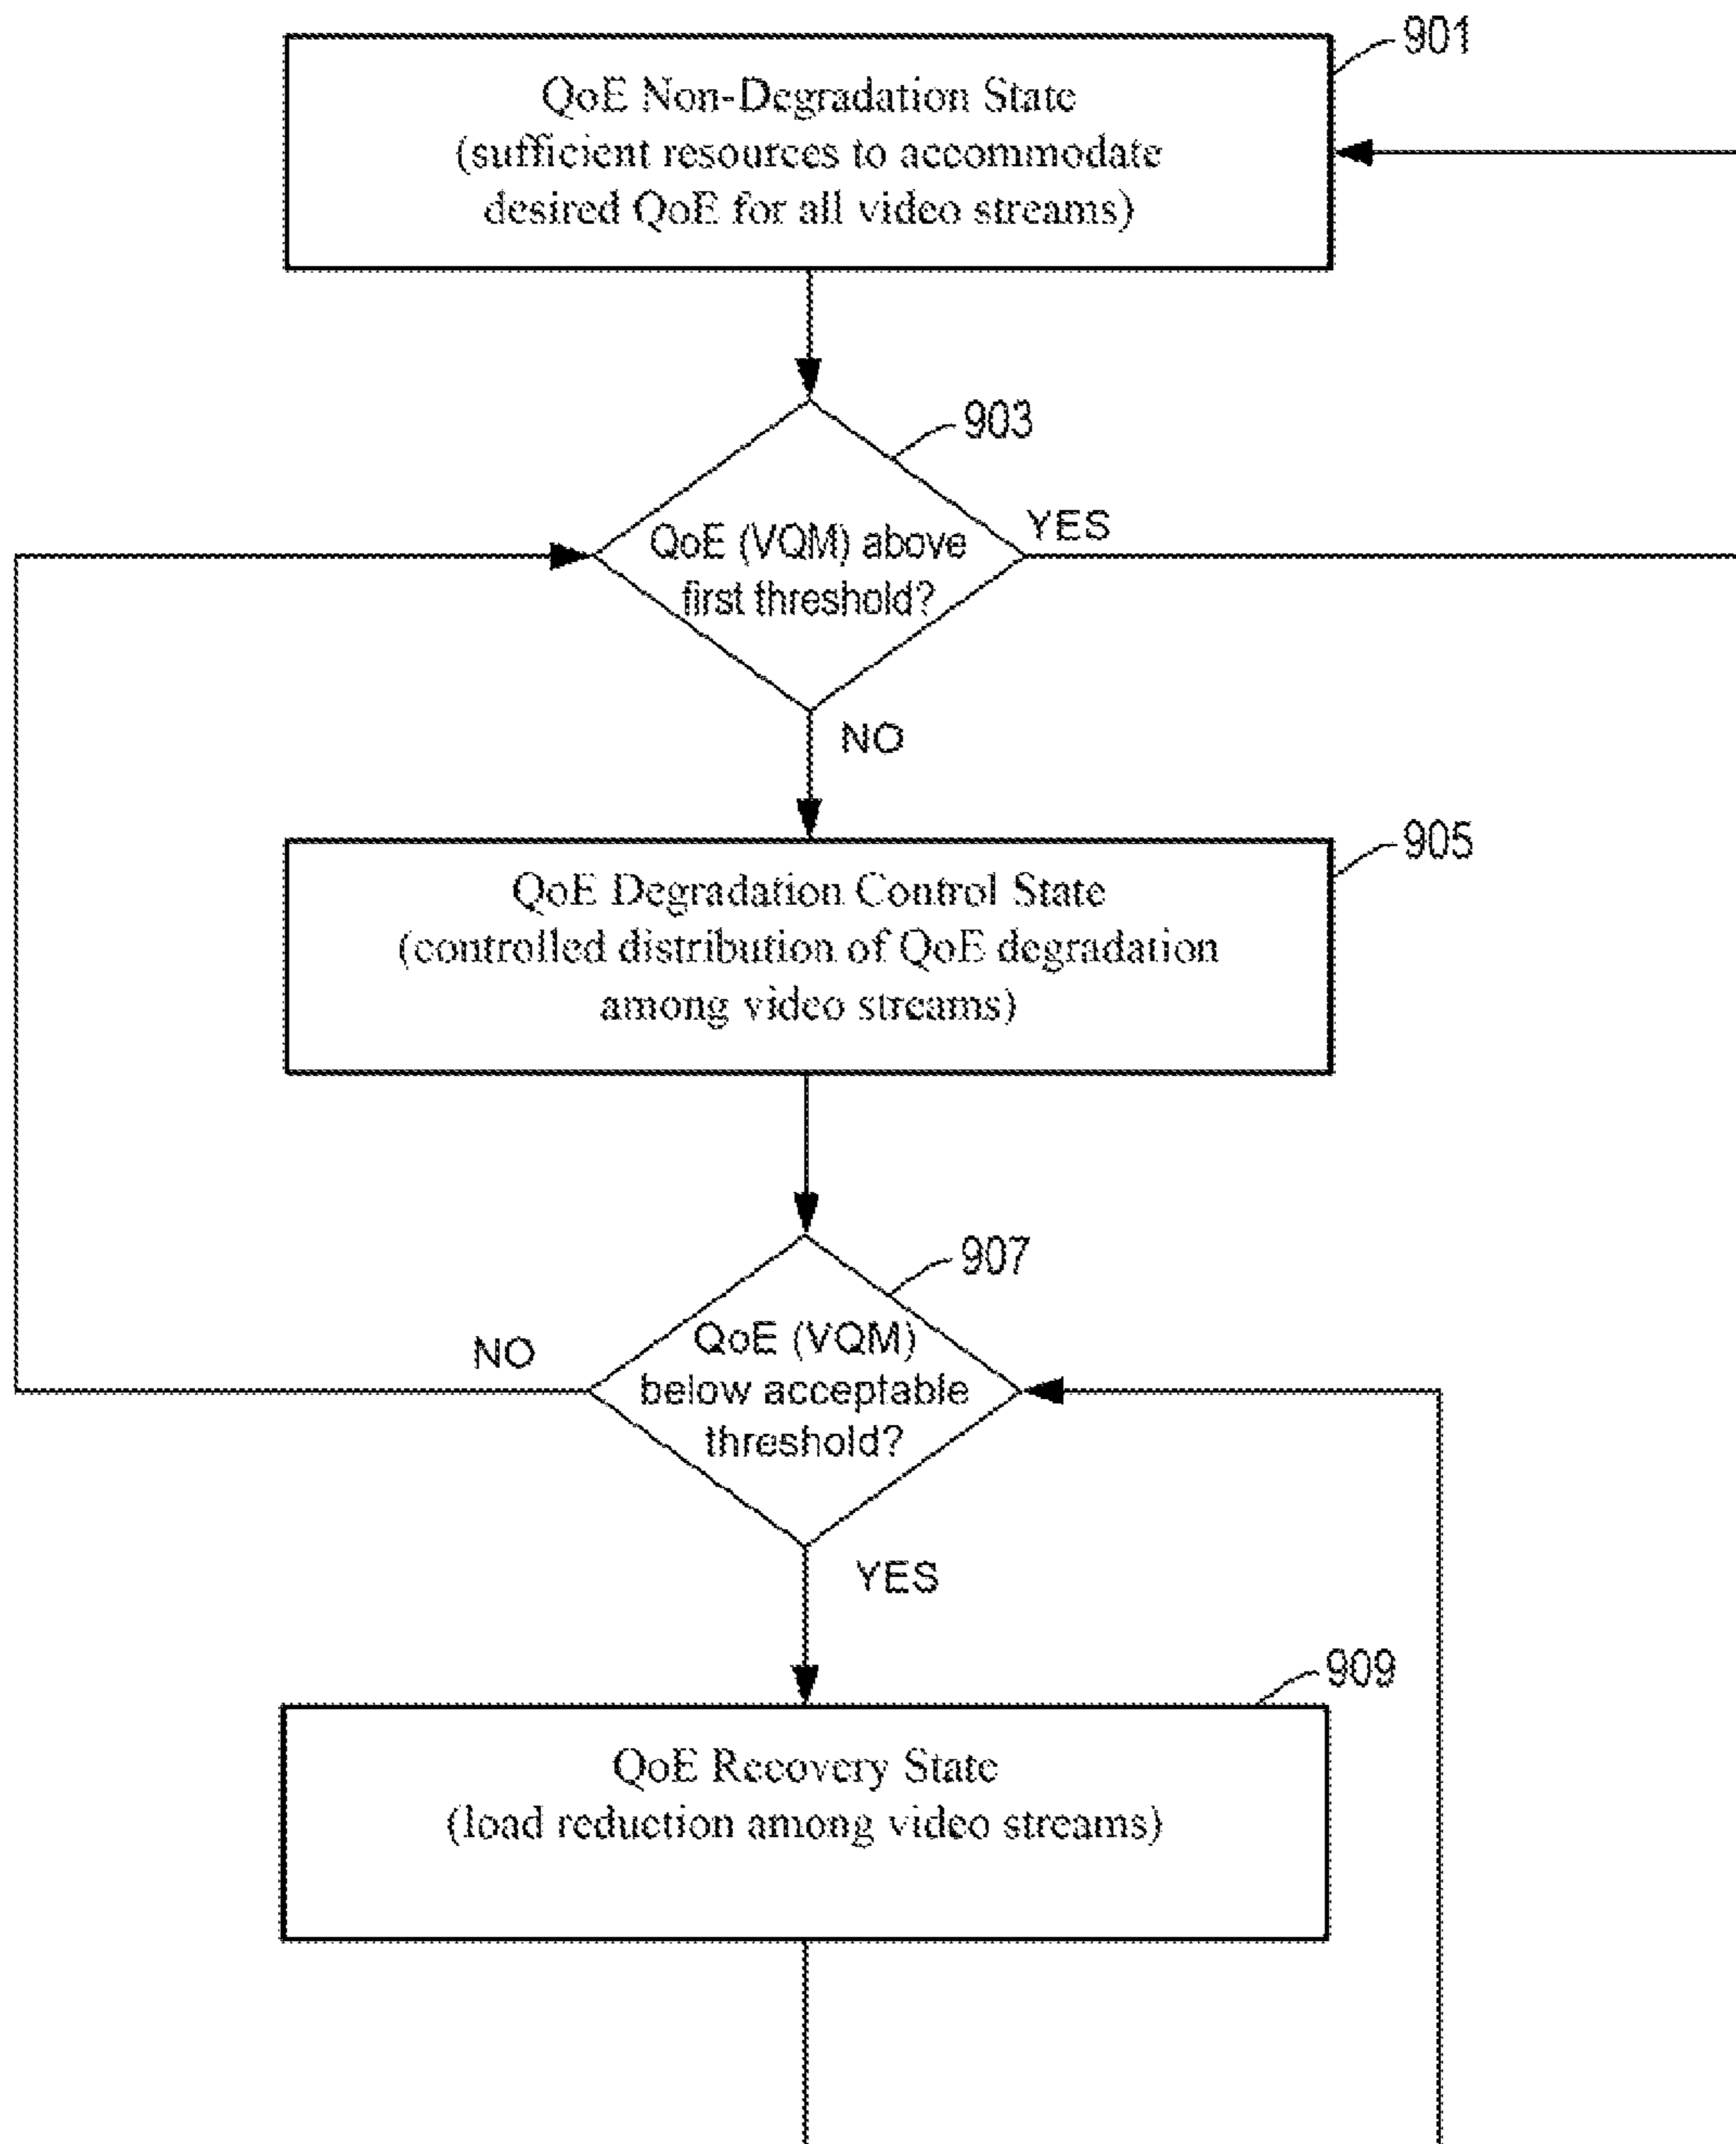 901
QoE Non-Degradation State
(sufficient resources to accommodate
desired QoE for all video streams)
903
QoE (VQM) above
first threshold?
YES
NO
905
QoE Degradation Control State
(controlled distribution of QoE degradation
among video streams)
907
QoE (VQM)
below acceptable
threshold?
NO
YES
909
QoE Recovery State
(load reduction among video streams)